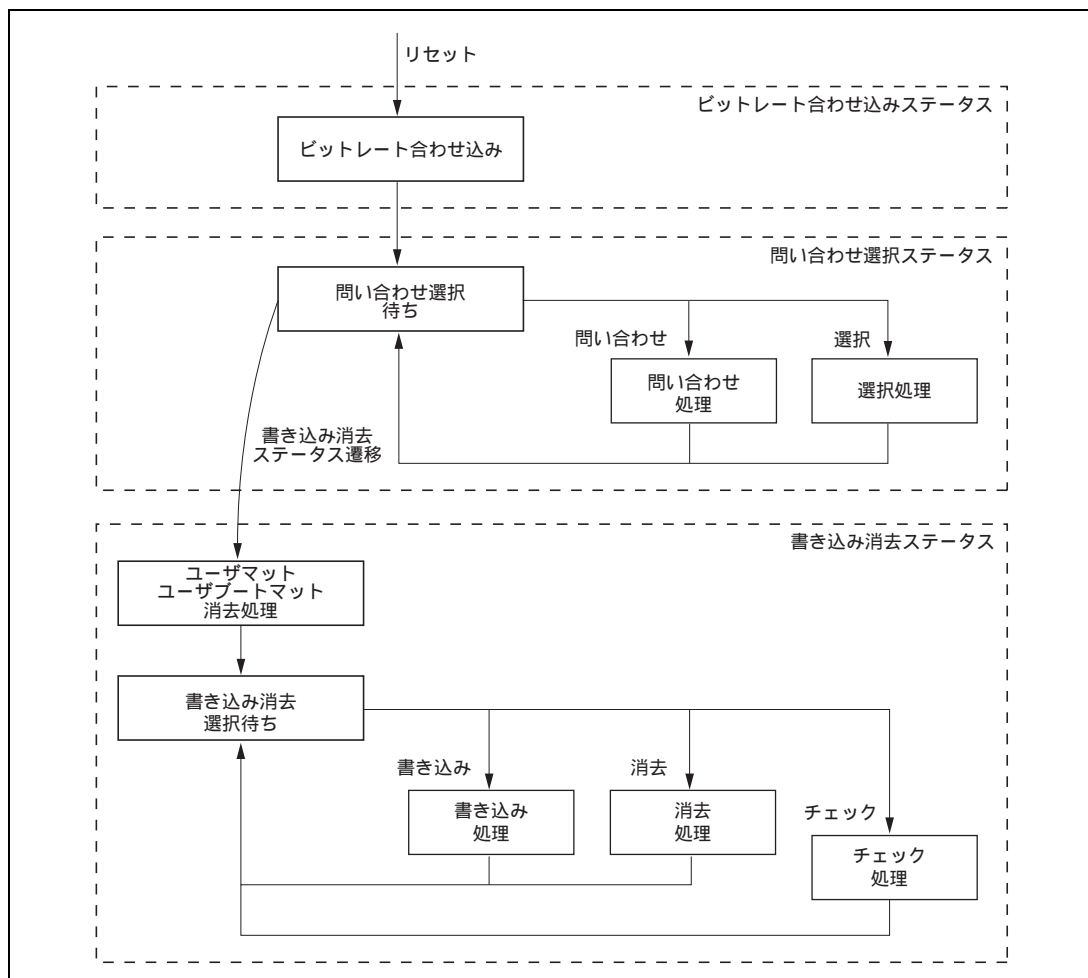 リセット
ビットレート合わせ込みステータス
ビットレート合わせ込み
問い合わせ選択ステータス
問い合わせ選択
待ち
問い合わせ
選択
問い合わせ
処理
選択処理
書き込み消去
ステータス遷移
書き込み消去ステータス
ユーザマット
ユーザブートマット
消去処理
書き込み消去
選択待ち
書き込み
消去
チェック
書き込み
処理
消去
処理
チェック
処理